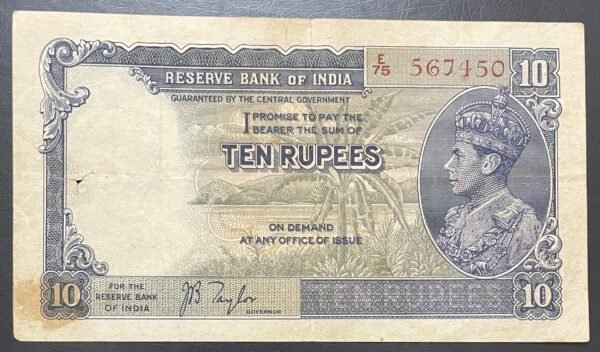 RESERVE BANK OF INDIA
E/75 567450
10
GUARANTEED BY THE CENTRAL GOVERNMENT
I PROMISE TO PAY THE
BEARER THE SUM OF
TEN RUPEES
ON DEMAND
AT ANY OFFICE OF ISSUE
10
FOR THE
RESERVE BANK
OF INDIA
JB Taylor
GOVERNOR
10